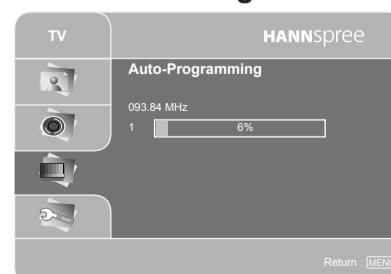 TV
HANNspree
Auto-Programming
093.84 MHz
1 6%
Return : MENU